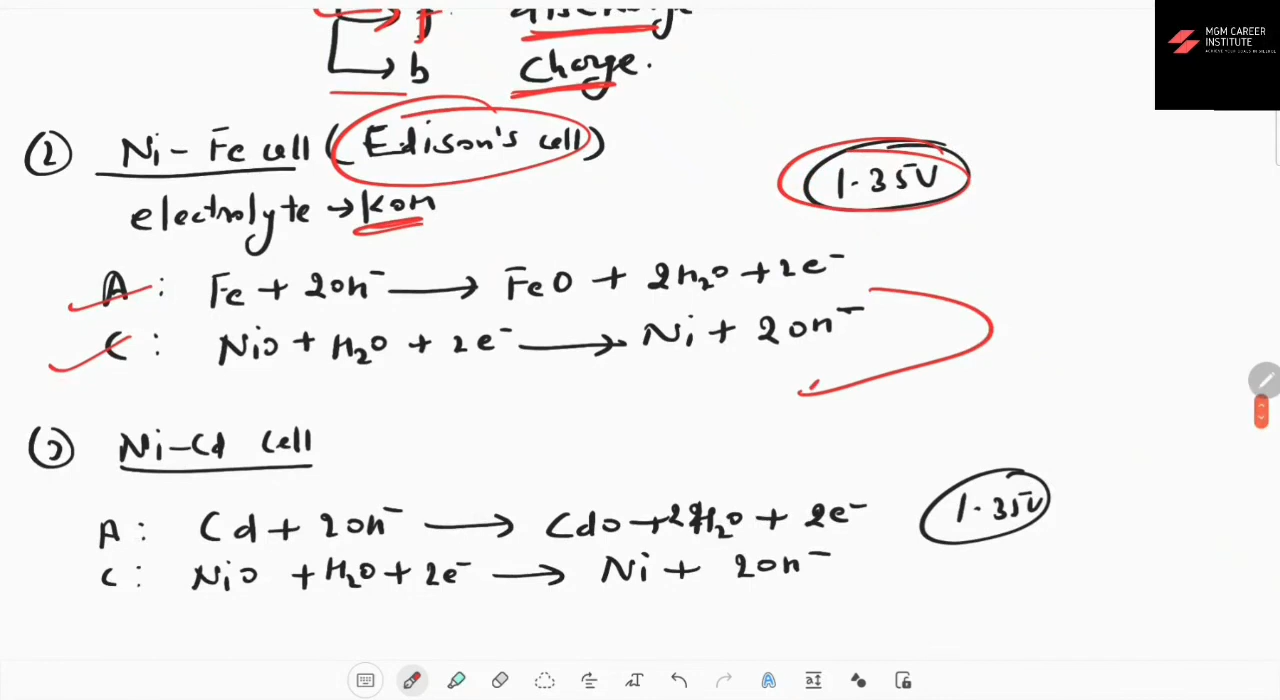 MGM CAREER
INSTITUTE
→ f discharge
→ b charge.
② Ni - Fe cell (Edison's cell)
1.35V
electrolyte → KOH
A : Fe + 2OH⁻ → FeO + 2H₂O + 2e⁻
C : NiO + H₂O + 2e⁻ → Ni + 2OH⁻
③ Ni-Cd cell
1.35V
A : Cd + 2OH⁻ → CdO + 2H₂O + 2e⁻
C : NiO + H₂O + 2e⁻ → Ni + 2OH⁻